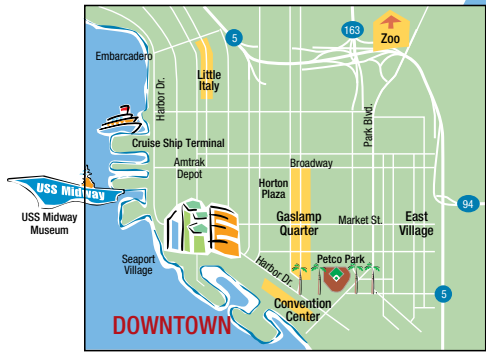 5
163
Zoo
Embarcadero
Harbor Dr.
Little
Italy
Park Blvd.
Cruise Ship Terminal
Amtrak
Depot
Broadway
USS Midway
USS Midway
Museum
Horton
Plaza
94
Gaslamp
Quarter
Market St.
East
Village
Seaport
Village
Harbor Dr.
Petco Park
5
Convention
Center
DOWNTOWN